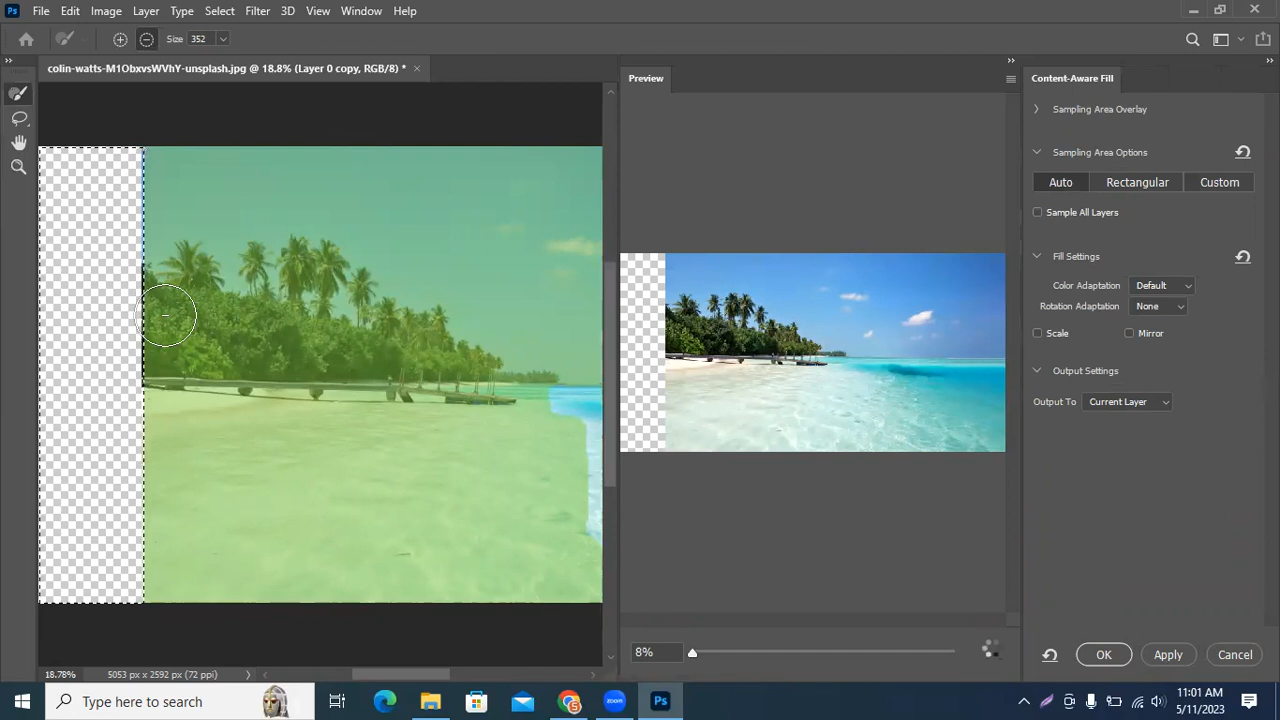 Ps File Edit Image Layer Type Select Filter 3D View Window Help
Size 352
colin-watts-M1ObxvsWVhY-unsplash.jpg @ 18.8% (Layer 0 copy, RGB/8) *
Preview
Content-Aware Fill
Sampling Area Overlay
Sampling Area Options
Auto Rectangular Custom
Sample All Layers
Fill Settings
Color Adaptation Default
Rotation Adaptation None
Scale Mirror
Output Settings
Output To Current Layer
8%
OK Apply Cancel
18.78% 5053 px x 2592 px (72 ppi)
Type here to search
zoom
Ps
11:01 AM
5/11/2023